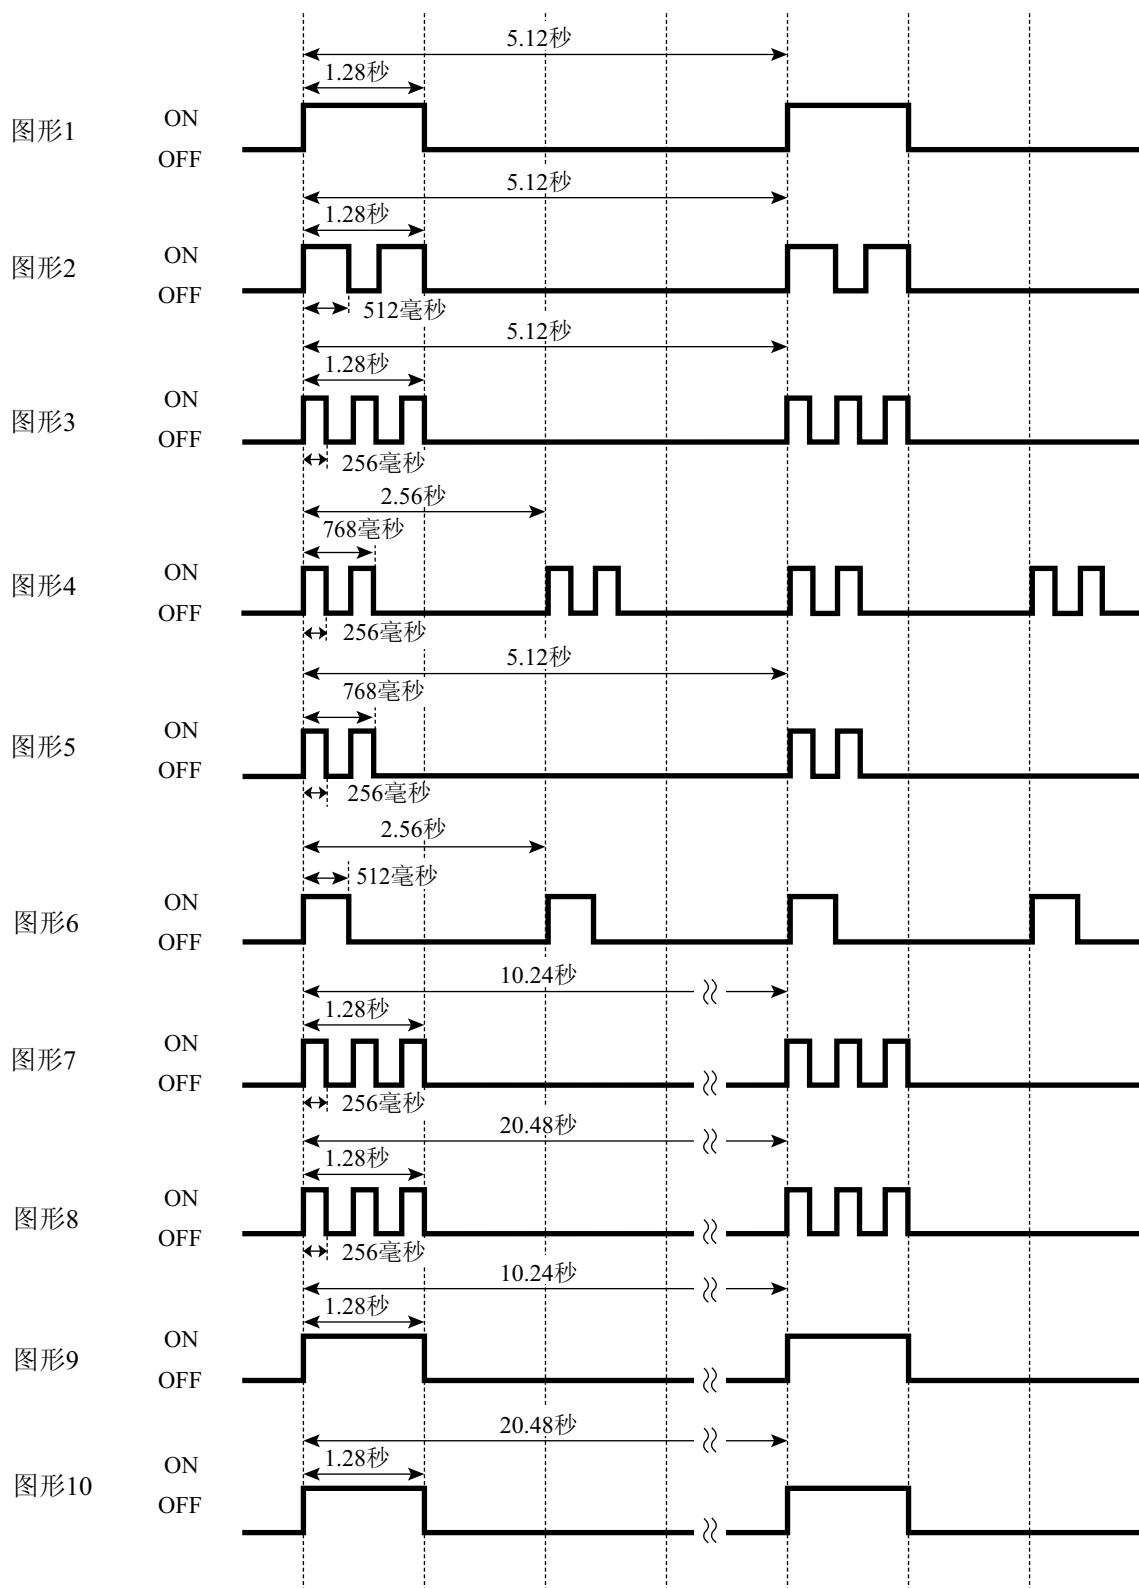 5.12秒
1.28秒
图形1 ON
OFF
5.12秒
1.28秒
图形2 ON
OFF
512毫秒
5.12秒
1.28秒
图形3 ON
OFF
256毫秒
2.56秒
768毫秒
图形4 ON
OFF
256毫秒
5.12秒
768毫秒
图形5 ON
OFF
256毫秒
2.56秒
512毫秒
图形6 ON
OFF
10.24秒
1.28秒
图形7 ON
OFF
256毫秒
20.48秒
1.28秒
图形8 ON
OFF
256毫秒
10.24秒
1.28秒
图形9 ON
OFF
20.48秒
1.28秒
图形10 ON
OFF